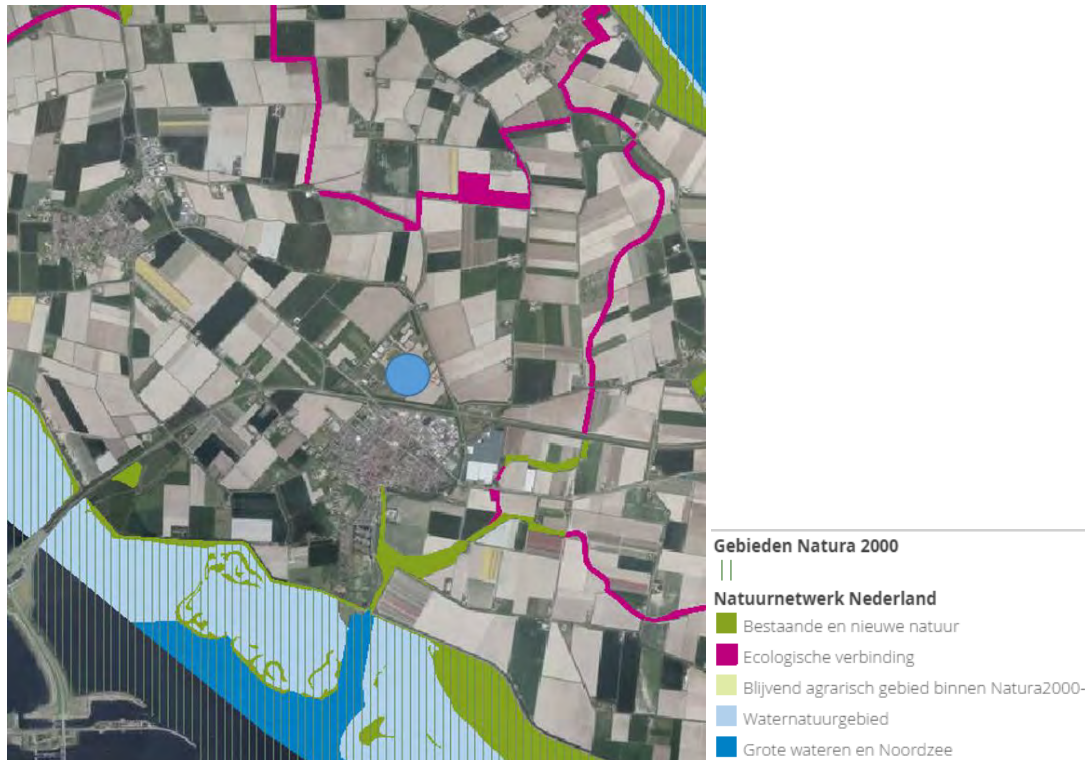 Gebieden Natura 2000
Natuurnetwerk Nederland
Bestaande en nieuwe natuur
Ecologische verbinding
Blijvend agrarisch gebied binnen Natura2000-
Waternatuurgebied
Grote wateren en Noordzee